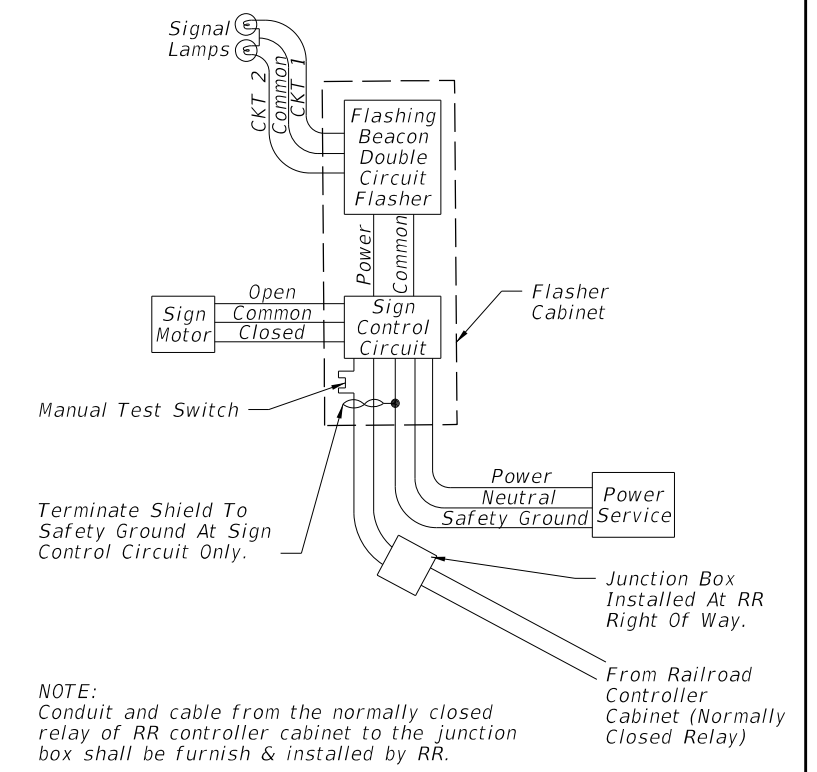 Signal
Lamps
CKT 2
Common
CKT 1
Flashing
Beacon
Double
Circuit
Flasher
Power
Common
Open
Common
Closed
Sign
Motor
Sign
Control
Circuit
Flasher
Cabinet
Manual Test Switch
Terminate Shield To
Safety Ground At Sign
Control Circuit Only.
Power
Neutral
Safety Ground
Power
Service
Junction Box
Installed At RR
Right Of Way.
From Railroad
Controller
Cabinet (Normally
Closed Relay)
NOTE:
Conduit and cable from the normally closed
relay of RR controller cabinet to the junction
box shall be furnish & installed by RR.